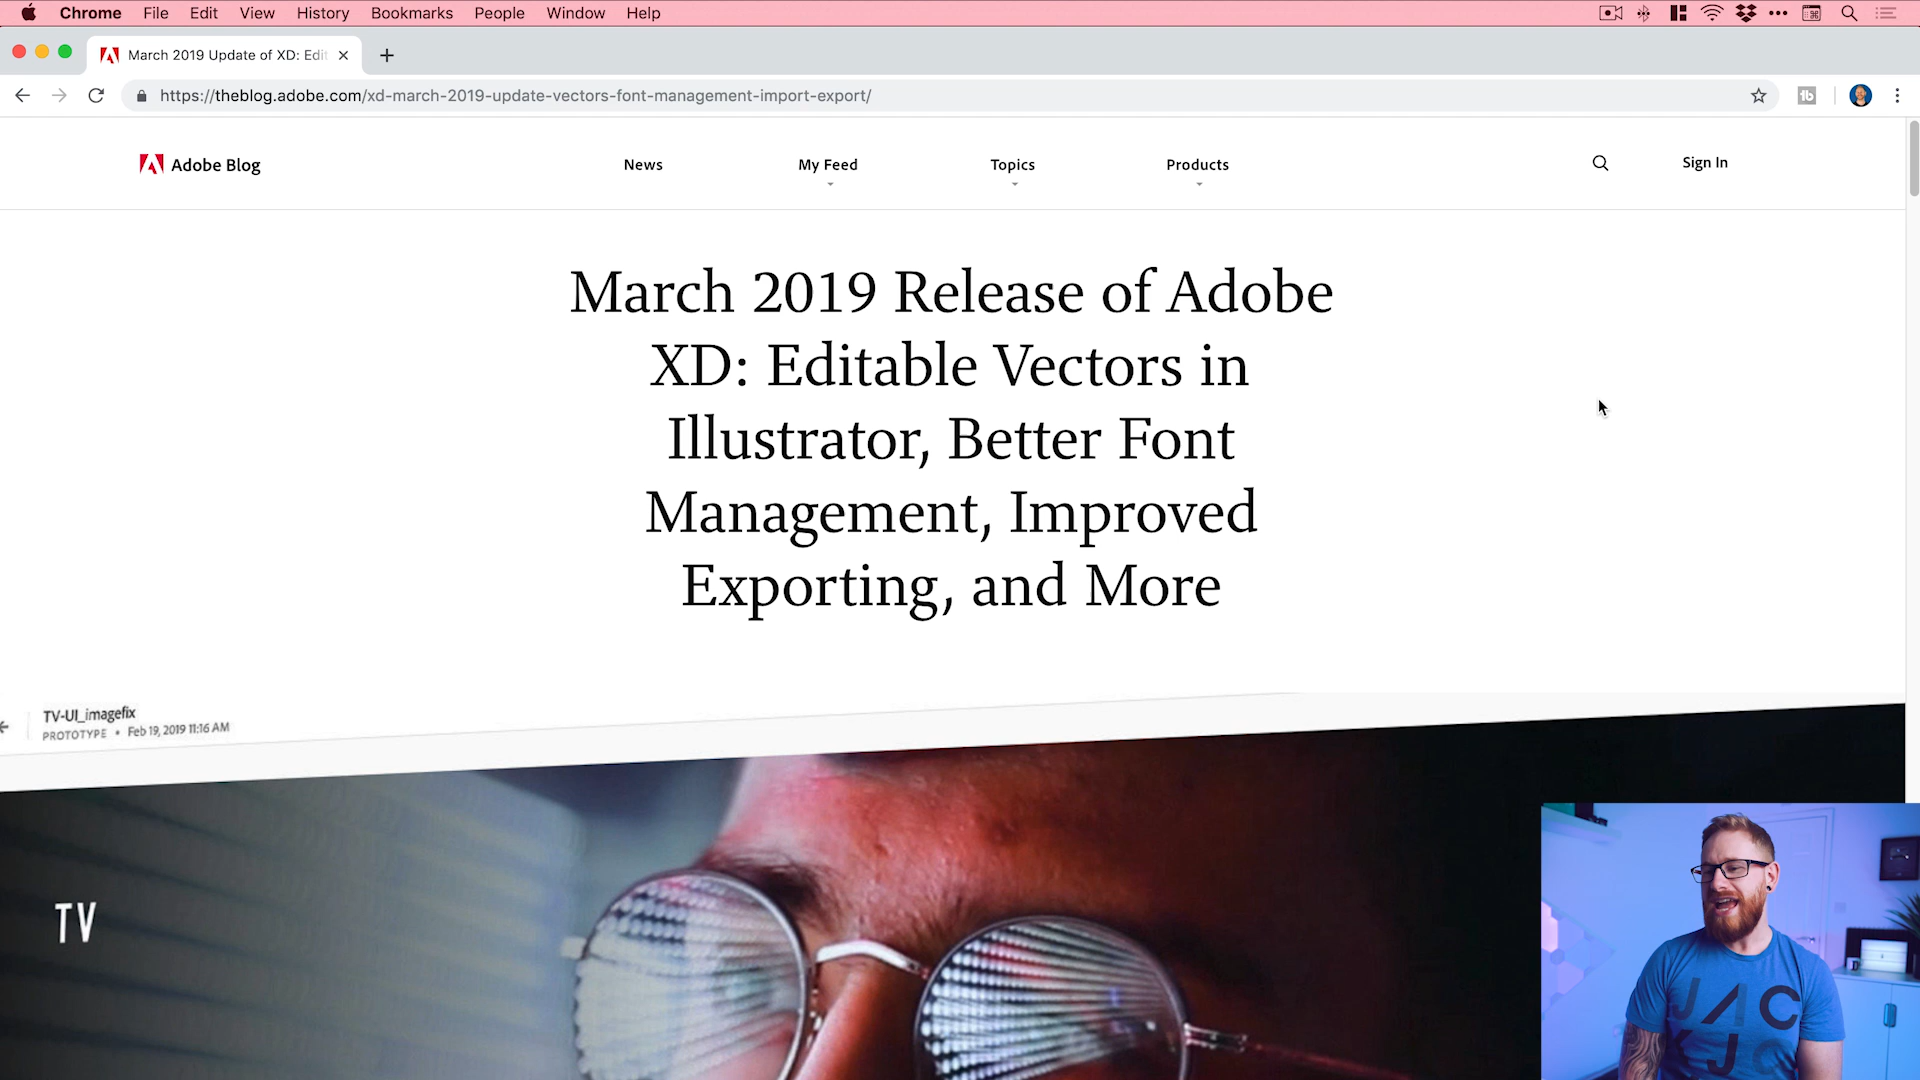 Chrome File Edit View History Bookmarks People Window Help
March 2019 Update of XD: Edit
https://theblog.adobe.com/xd-march-2019-update-vectors-font-management-import-export/
Adobe Blog News My Feed Topics Products Sign In
March 2019 Release of Adobe
XD: Editable Vectors in
Illustrator, Better Font
Management, Improved
Exporting, and More
TV-UI_imagefix
PROTOTYPE • Feb 19, 2019 11:16 AM
TV
JAC
KJ